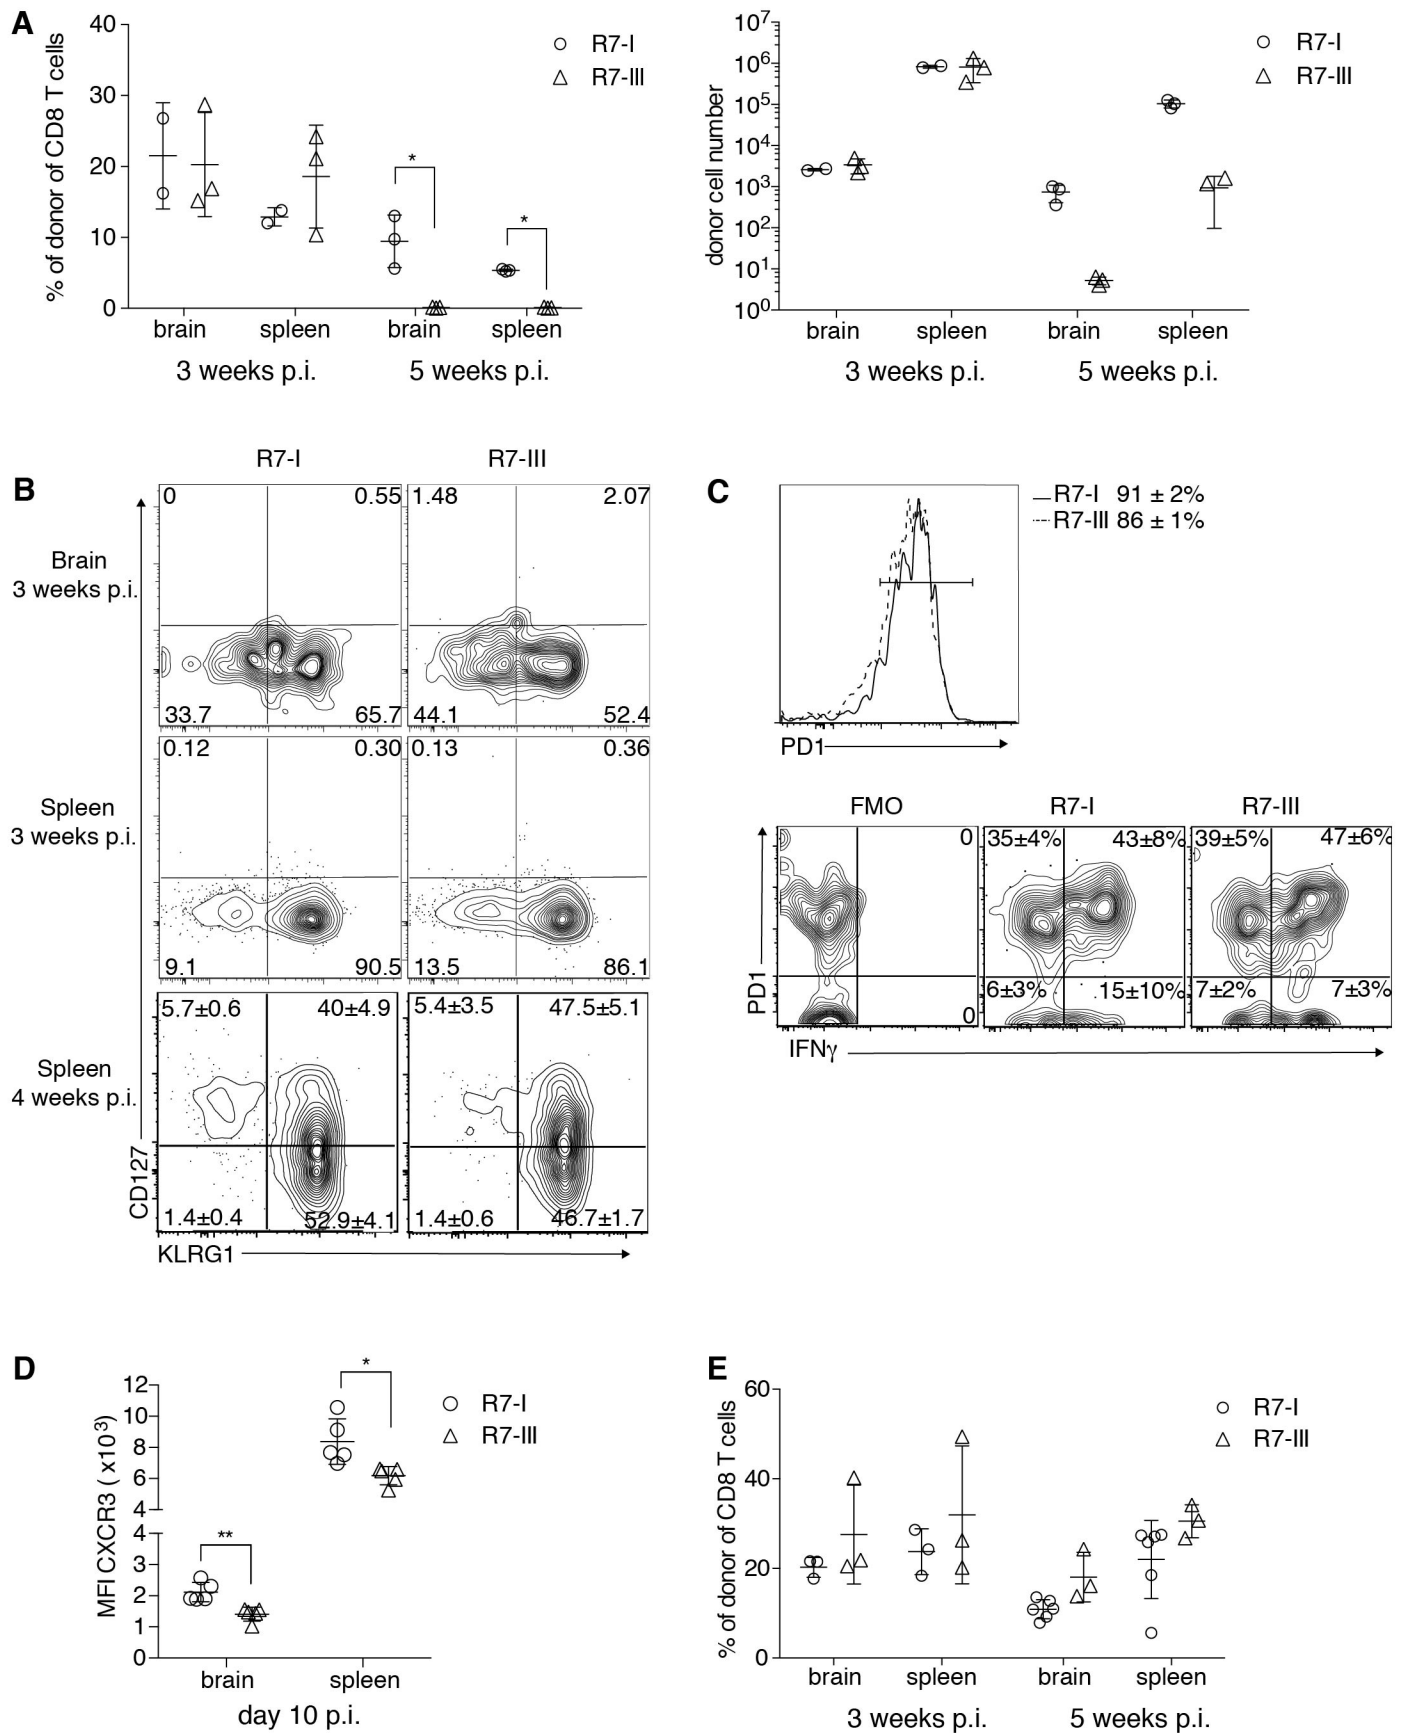 A
% of donor of CD8 T cells
40
30
20
10
0
R7-I
R7-III
*
*
brain
spleen
brain
spleen
3 weeks p.i.
5 weeks p.i.
donor cell number
10⁷
10⁶
10⁵
10⁴
10³
10²
10¹
10⁰
R7-I
R7-III
brain
spleen
brain
spleen
3 weeks p.i.
5 weeks p.i.
B
R7-I
R7-III
Brain
3 weeks p.i.
0
0.55
1.48
2.07
33.7
65.7
44.1
52.4
Spleen
3 weeks p.i.
0.12
0.30
0.13
0.36
9.1
90.5
13.5
86.1
Spleen
4 weeks p.i.
5.7±0.6
40±4.9
5.4±3.5
47.5±5.1
1.4±0.4
52.9±4.1
1.4±0.6
46.7±1.7
CD127
KLRG1
C
R7-I 91 ± 2%
R7-III 86 ± 1%
PD1
FMO
R7-I
R7-III
0
35±4%
43±8%
39±5%
47±6%
0
6±3%
15±10%
7±2%
7±3%
PD1
IFNγ
D
MFI CXCR3 ( x10³)
12
10
8
6
4
4
3
2
1
0
R7-I
R7-III
*
**
brain
spleen
day 10 p.i.
E
% of donor of CD8 T cells
60
40
20
0
R7-I
R7-III
brain
spleen
brain
spleen
3 weeks p.i.
5 weeks p.i.